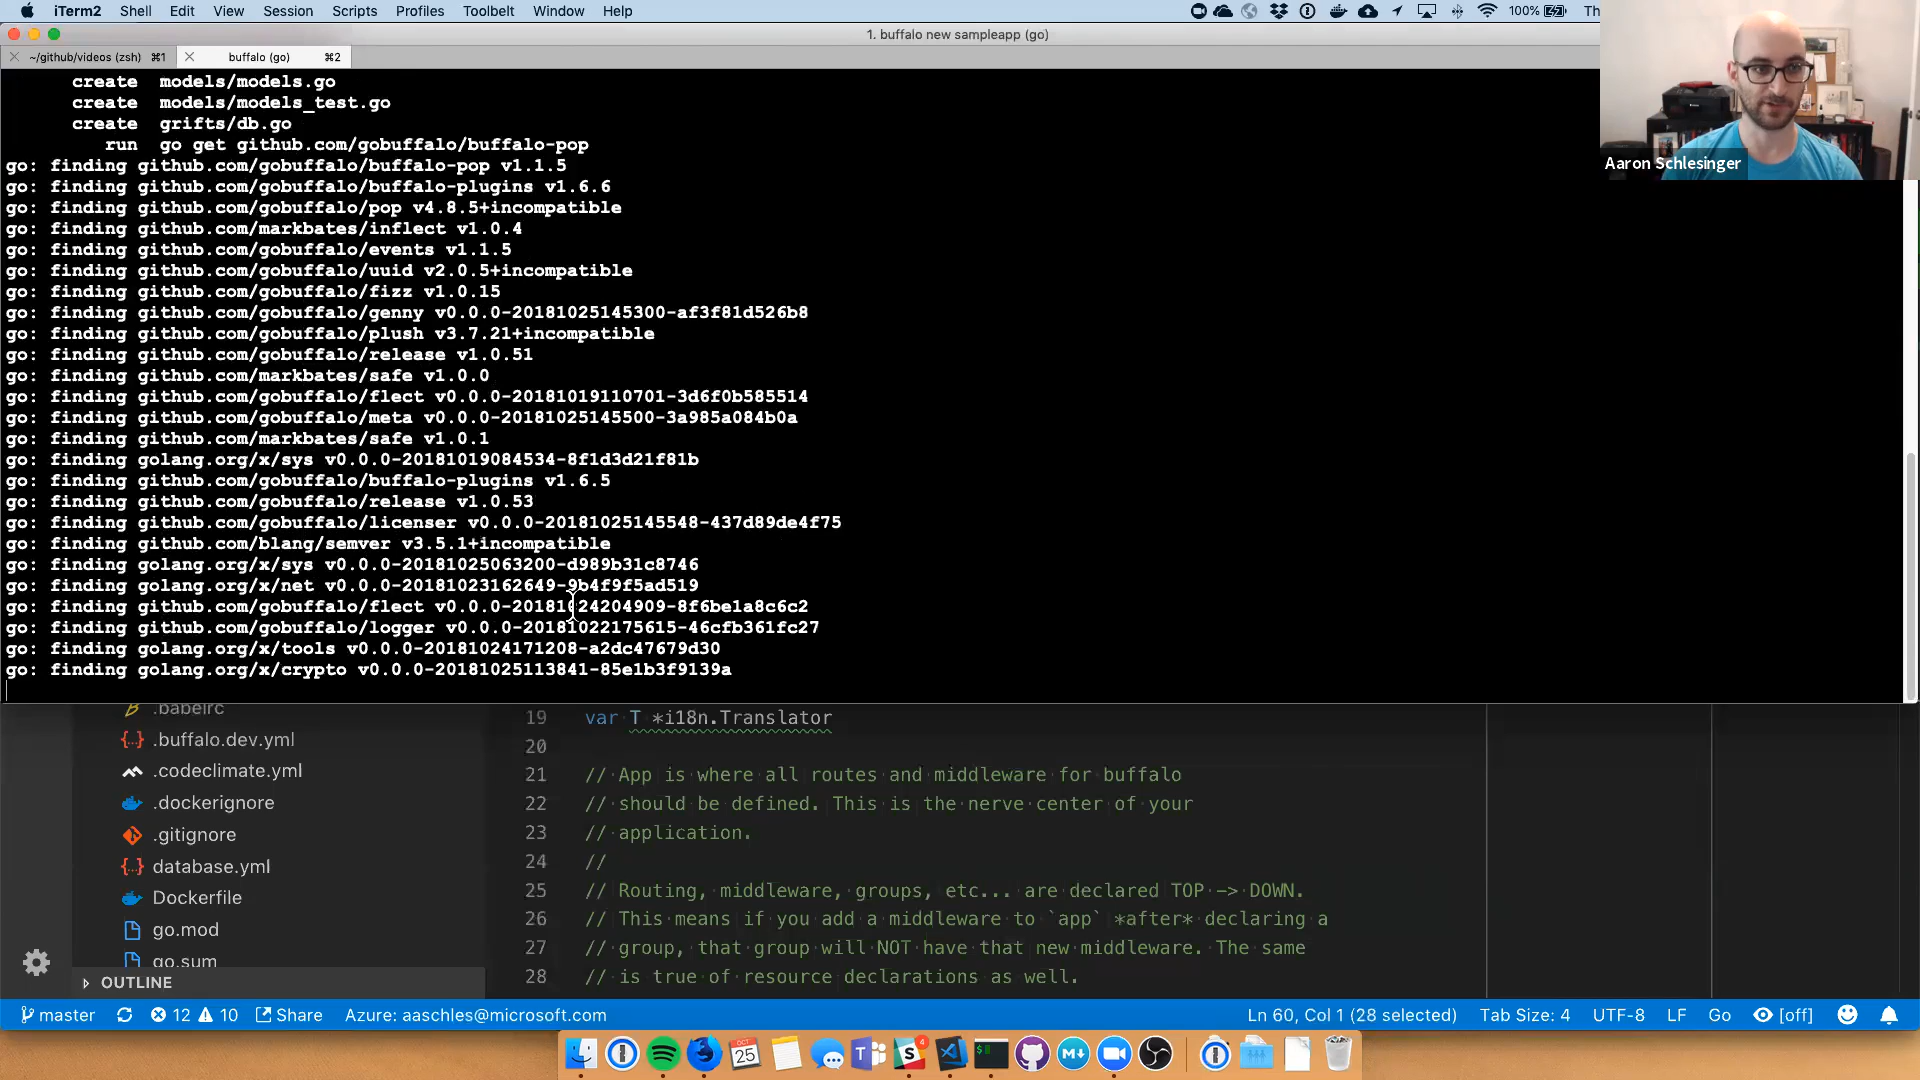 iTerm2 Shell Edit View Session Scripts Profiles Toolbelt Window Help 100% Th
1. buffalo new sampleapp (go)
~/github/videos (zsh) ⌘1 buffalo (go) ⌘2
create models/models.go
create models/models_test.go
create grifts/db.go
run go get github.com/gobuffalo/buffalo-pop
go: finding github.com/gobuffalo/buffalo-pop v1.1.5
go: finding github.com/gobuffalo/buffalo-plugins v1.6.6
go: finding github.com/gobuffalo/pop v4.8.5+incompatible
go: finding github.com/markbates/inflect v1.0.4
go: finding github.com/gobuffalo/events v1.1.5
go: finding github.com/gobuffalo/uuid v2.0.5+incompatible
go: finding github.com/gobuffalo/fizz v1.0.15
go: finding github.com/gobuffalo/genny v0.0.0-20181025145300-af3f81d526b8
go: finding github.com/gobuffalo/plush v3.7.21+incompatible
go: finding github.com/gobuffalo/release v1.0.51
go: finding github.com/markbates/safe v1.0.0
go: finding github.com/gobuffalo/flect v0.0.0-20181019110701-3d6f0b585514
go: finding github.com/gobuffalo/meta v0.0.0-20181025145500-3a985a084b0a
go: finding github.com/markbates/safe v1.0.1
go: finding golang.org/x/sys v0.0.0-20181019084534-8f1d3d21f81b
go: finding github.com/gobuffalo/buffalo-plugins v1.6.5
go: finding github.com/gobuffalo/release v1.0.53
go: finding github.com/gobuffalo/licenser v0.0.0-20181025145548-437d89de4f75
go: finding github.com/blang/semver v3.5.1+incompatible
go: finding golang.org/x/sys v0.0.0-20181025063200-d989b31c8746
go: finding golang.org/x/net v0.0.0-20181023162649-9b4f9f5ad519
go: finding github.com/gobuffalo/flect v0.0.0-20181024204909-8f6be1a8c6c2
go: finding github.com/gobuffalo/logger v0.0.0-20181022175615-46cfb361fc27
go: finding golang.org/x/tools v0.0.0-20181024171208-a2dc47679d30
go: finding golang.org/x/crypto v0.0.0-20181025113841-85e1b3f9139a
Aaron Schlesinger
.babelrc
.buffalo.dev.yml
.codeclimate.yml
.dockerignore
.gitignore
database.yml
Dockerfile
go.mod
go.sum
OUTLINE
19 var T *i18n.Translator
20
21 // App is where all routes and middleware for buffalo
22 // should be defined. This is the nerve center of your
23 // application.
24 //
25 // Routing, middleware, groups, etc... are declared TOP -> DOWN.
26 // This means if you add a middleware to `app` *after* declaring a
27 // group, that group will NOT have that new middleware. The same
28 // is true of resource declarations as well.
master 12 10 Share Azure: aaschles@microsoft.com Ln 60, Col 1 (28 selected) Tab Size: 4 UTF-8 LF Go [off]
OCT 25 4